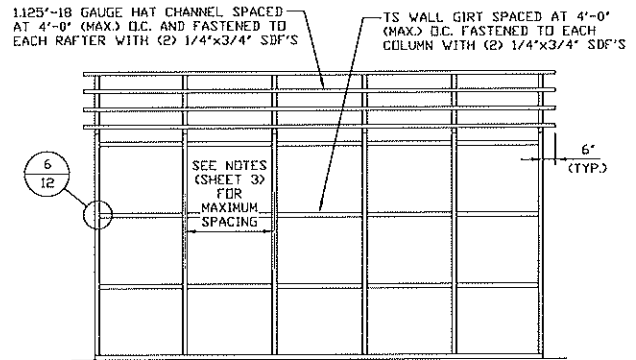 1.125"-18 GAUGE HAT CHANNEL SPACED
AT 4'-0" (MAX.) O.C. AND FASTENED TO
EACH RAFTER WITH (2) 1/4"x3/4" SDF'S
TS WALL GIRT SPACED AT 4'-0"
(MAX.) O.C. FASTENED TO EACH
COLUMN WITH (2) 1/4"x3/4" SDF'S
6"
(TYP.)
6
12
SEE NOTES
(SHEET 3)
FOR
MAXIMUM
SPACING